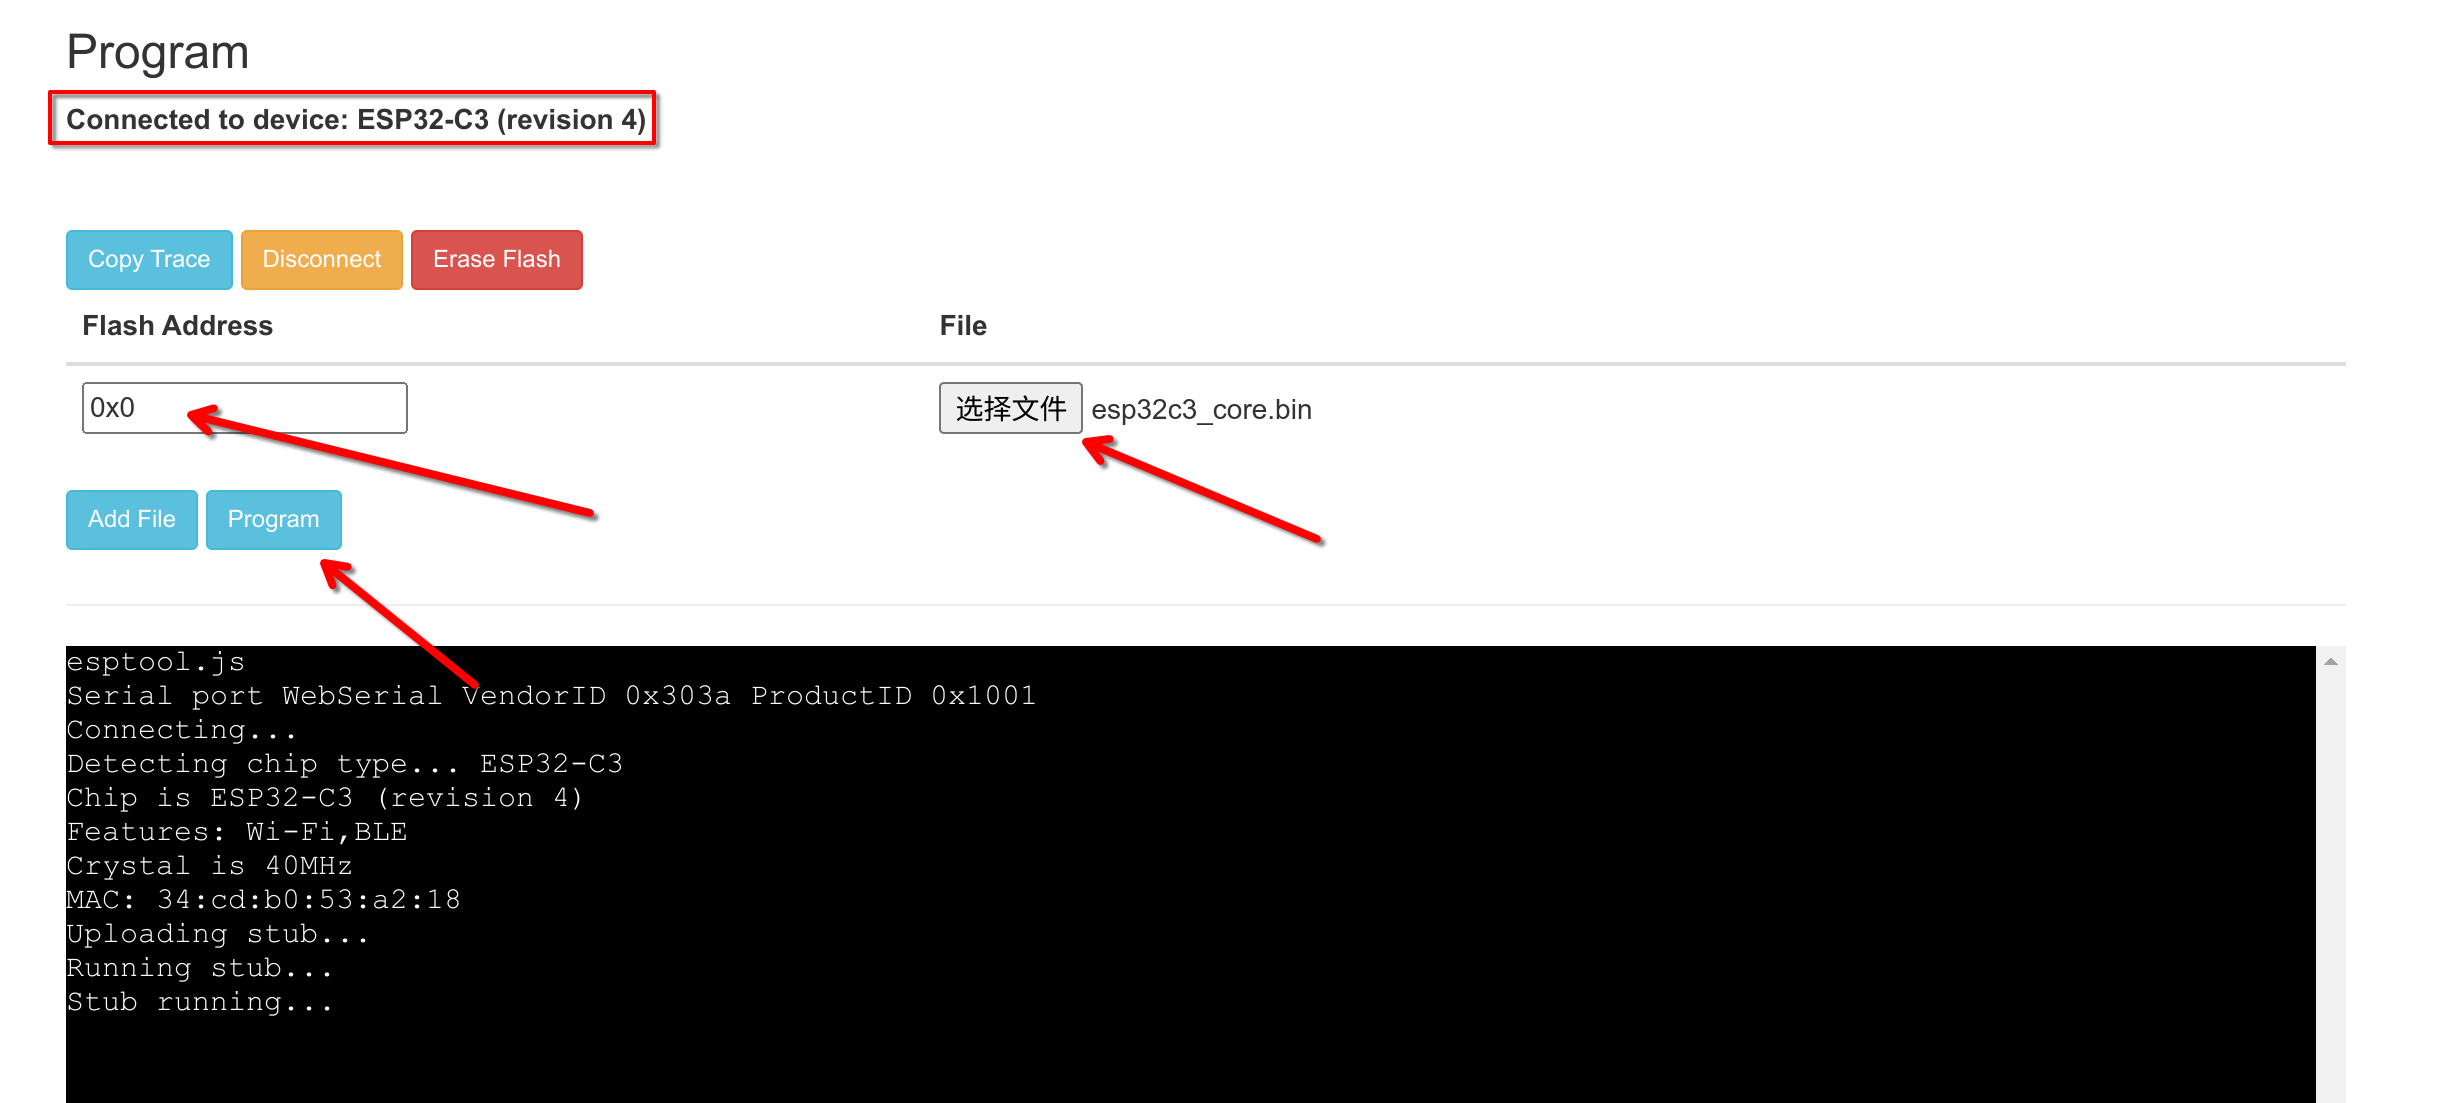 Program
Connected to device: ESP32-C3 (revision 4)
Copy Trace Disconnect Erase Flash
Flash Address File
0x0 选择文件 esp32c3_core.bin
Add File Program
esptool.js
Serial port WebSerial VendorID 0x303a ProductID 0x1001
Connecting...
Detecting chip type... ESP32-C3
Chip is ESP32-C3 (revision 4)
Features: Wi-Fi,BLE
Crystal is 40MHz
MAC: 34:cd:b0:53:a2:18
Uploading stub...
Running stub...
Stub running...